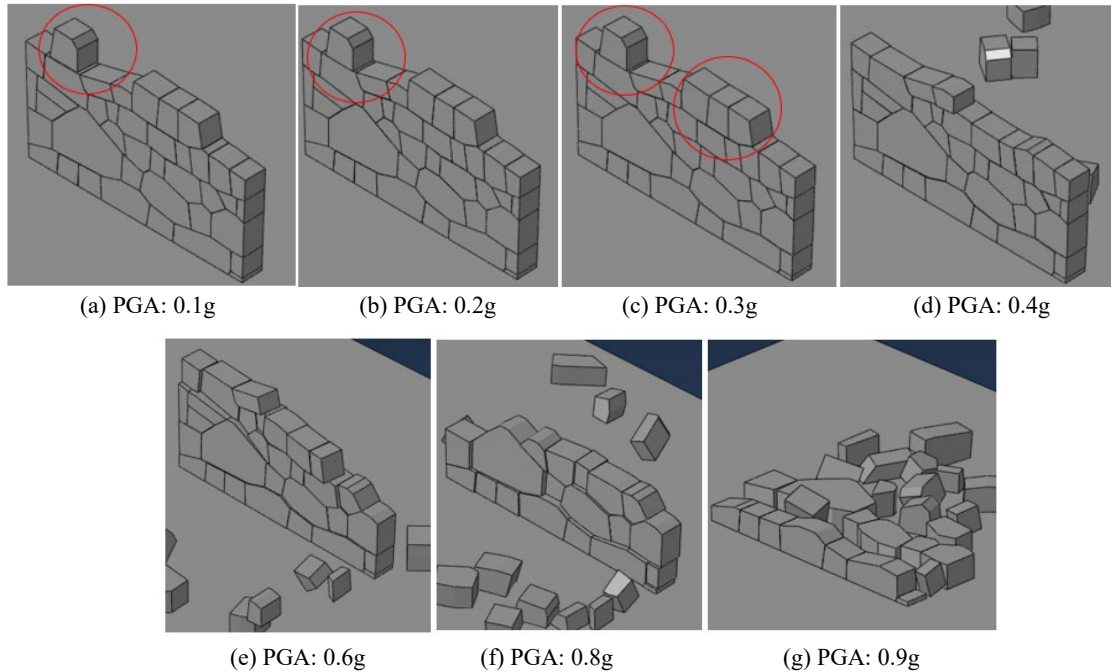 (a) PGA: 0.1g
(b) PGA: 0.2g
(c) PGA: 0.3g
(d) PGA: 0.4g
(e) PGA: 0.6g
(f) PGA: 0.8g
(g) PGA: 0.9g